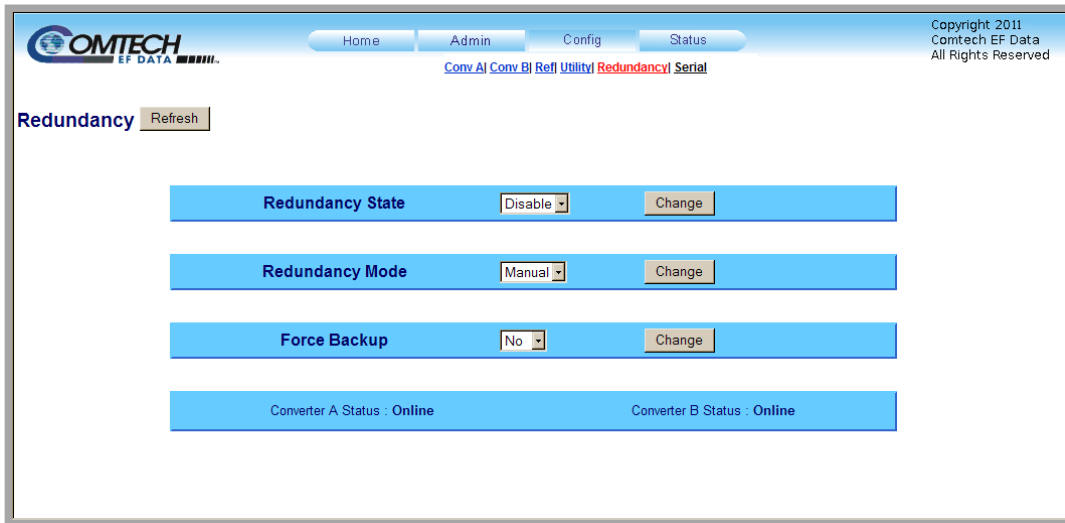 COMTECH
EF DATA
Home Admin Config Status
Conv A| Conv B| Ref| Utility| Redundancy| Serial
Copyright 2011
Comtech EF Data
All Rights Reserved
Redundancy Refresh
Redundancy State Disable Change
Redundancy Mode Manual Change
Force Backup No Change
Converter A Status : Online Converter B Status : Online